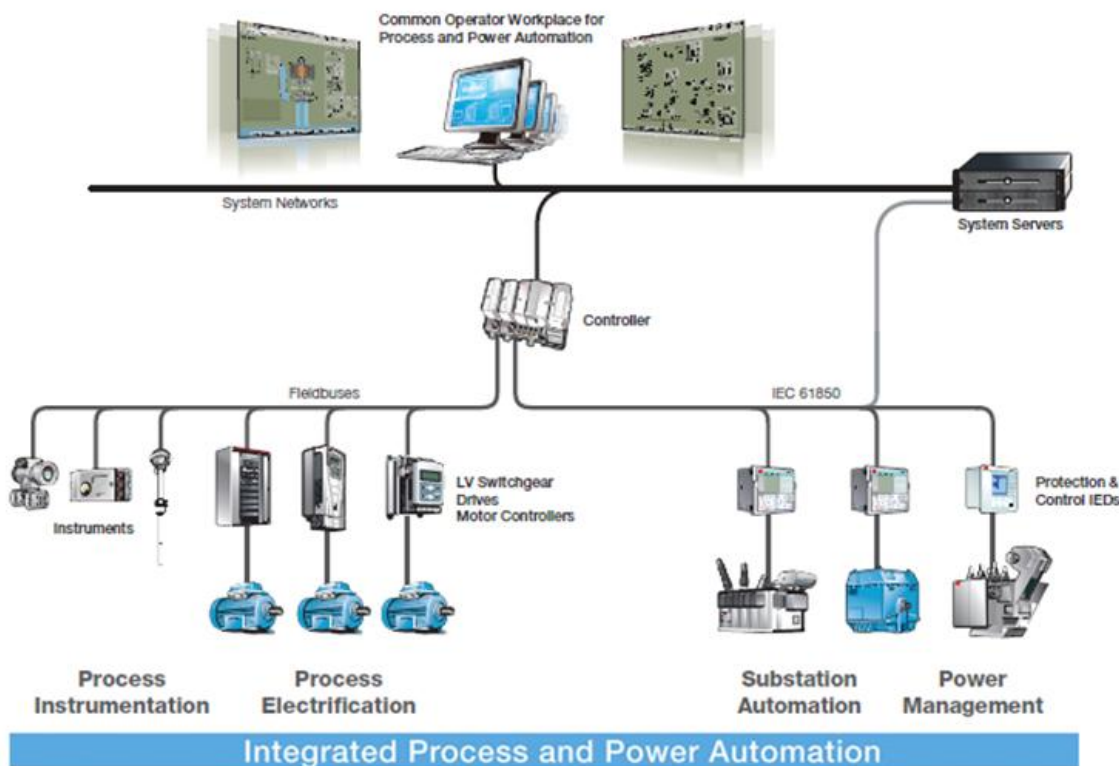 Common Operator Workplace for
Process and Power Automation
System Networks
System Servers
Controller
Fieldbuses
IEC 61850
LV Switchgear
Drives
Motor Controllers
Protection &
Control IEDs
Instruments
Process
Instrumentation
Process
Electrification
Substation
Automation
Power
Management
Integrated Process and Power Automation